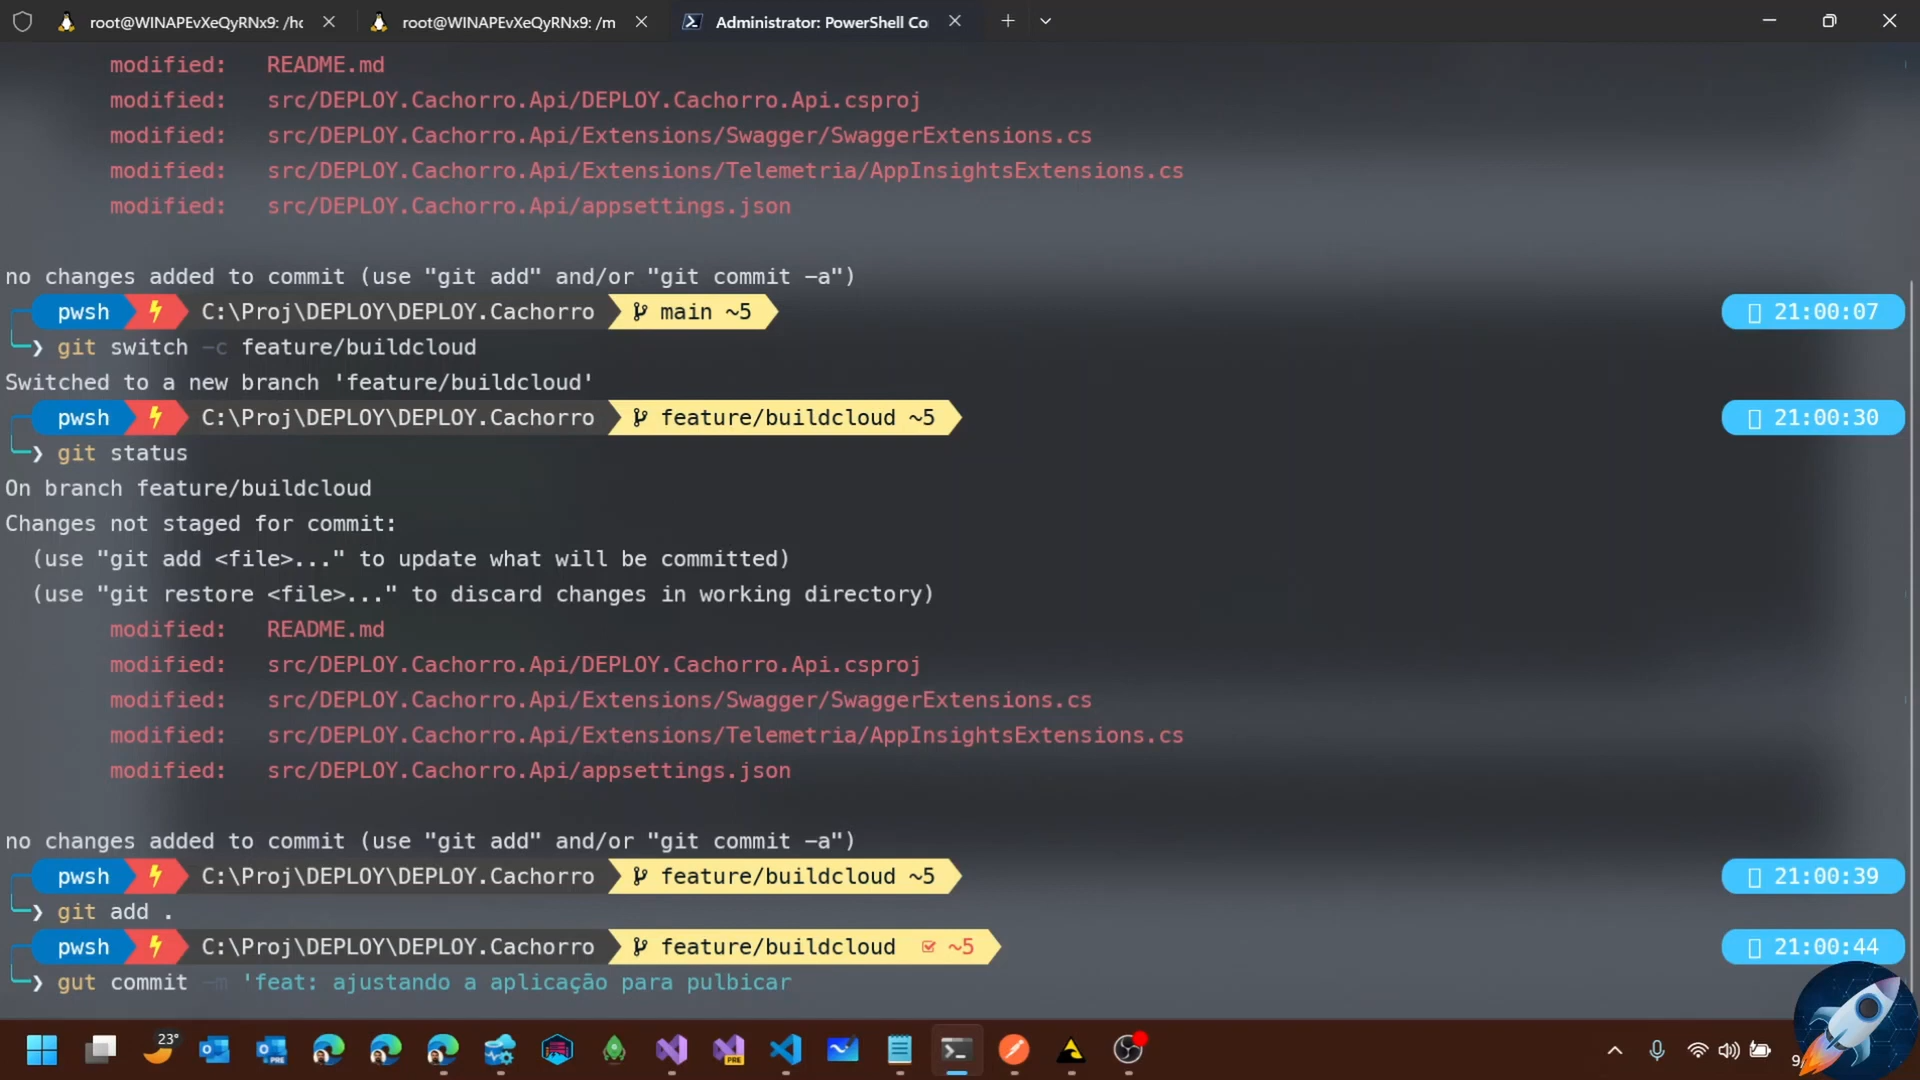 root@WINAPEvXeQyRNx9: /hc
root@WINAPEvXeQyRNx9: /m
Administrator: PowerShell Co
modified: README.md
modified: src/DEPLOY.Cachorro.Api/DEPLOY.Cachorro.Api.csproj
modified: src/DEPLOY.Cachorro.Api/Extensions/Swagger/SwaggerExtensions.cs
modified: src/DEPLOY.Cachorro.Api/Extensions/Telemetria/AppInsightsExtensions.cs
modified: src/DEPLOY.Cachorro.Api/appsettings.json
no changes added to commit (use "git add" and/or "git commit -a")
pwsh C:\Proj\DEPLOY\DEPLOY.Cachorro main ~5 21:00:07
❯ git switch -c feature/buildcloud
Switched to a new branch 'feature/buildcloud'
pwsh C:\Proj\DEPLOY\DEPLOY.Cachorro feature/buildcloud ~5 21:00:30
❯ git status
On branch feature/buildcloud
Changes not staged for commit:
(use "git add <file>..." to update what will be committed)
(use "git restore <file>..." to discard changes in working directory)
modified: README.md
modified: src/DEPLOY.Cachorro.Api/DEPLOY.Cachorro.Api.csproj
modified: src/DEPLOY.Cachorro.Api/Extensions/Swagger/SwaggerExtensions.cs
modified: src/DEPLOY.Cachorro.Api/Extensions/Telemetria/AppInsightsExtensions.cs
modified: src/DEPLOY.Cachorro.Api/appsettings.json
no changes added to commit (use "git add" and/or "git commit -a")
pwsh C:\Proj\DEPLOY\DEPLOY.Cachorro feature/buildcloud ~5 21:00:39
❯ git add .
pwsh C:\Proj\DEPLOY\DEPLOY.Cachorro feature/buildcloud ~5 21:00:44
❯ gut commit -m 'feat: ajustando a aplicação para pulbicar
23°
PRE
PRE